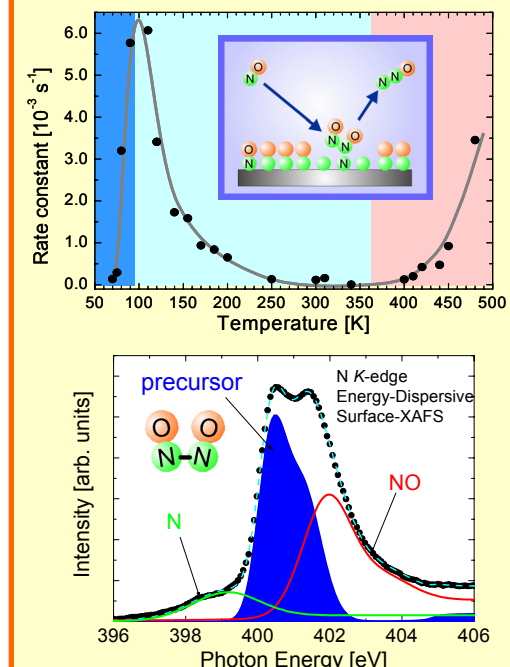 Rate constant [10⁻³ s⁻¹]
6.0
5.0
4.0
3.0
2.0
1.0
0.0
50 100 150 200 250 300 350 400 450 500
Temperature [K]
O
N
O
N
N
O O
N
N
O
N N
Intensity [arb. units]
precursor
O O
N N
N
N K-edge
Energy-Dispersive
Surface-XAFS
NO
396 398 400 402 404 406
Photon Energy [eV]